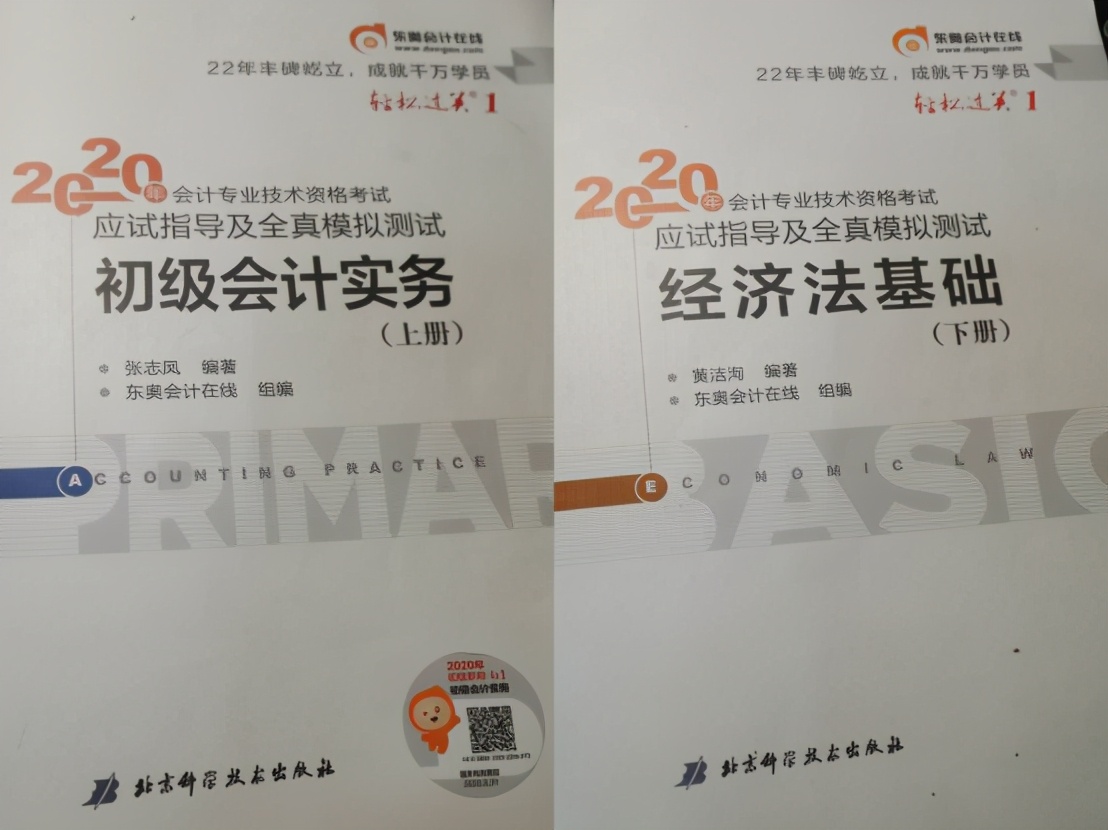 东奥会计在线
22年丰碑屹立，成就千万学员
轻松过关®1
2020年会计专业技术资格考试
应试指导及全真模拟测试
初级会计实务
（上册）
张志凤 编著
东奥会计在线 组编
ACCOUNTING PRACTICE
PRIMAR
2020年
北京科学技术出版社
东奥会计在线
22年丰碑屹立，成就千万学员
轻松过关®1
2020年会计专业技术资格考试
应试指导及全真模拟测试
经济法基础
（下册）
黄洁洵 编著
东奥会计在线 组编
ECONOMIC LAW
BASIC
北京科学技术出版社